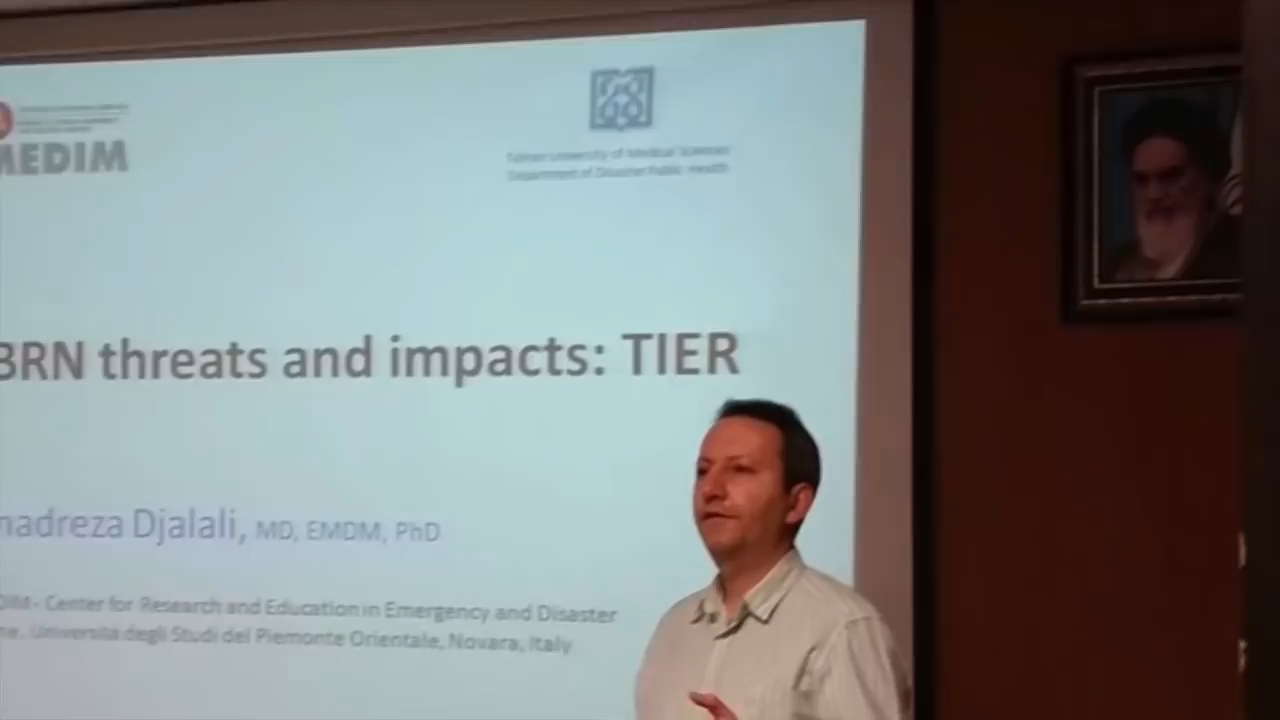 MEDIM
Tehran University of Medical Sciences
Department of Disaster Public Health
BRN threats and impacts: TIER
madreza Djalali, MD, EMDM, PhD
DIM - Center for Research and Education in Emergency and Disaster
ne, Università degli Studi del Piemonte Orientale, Novara, Italy